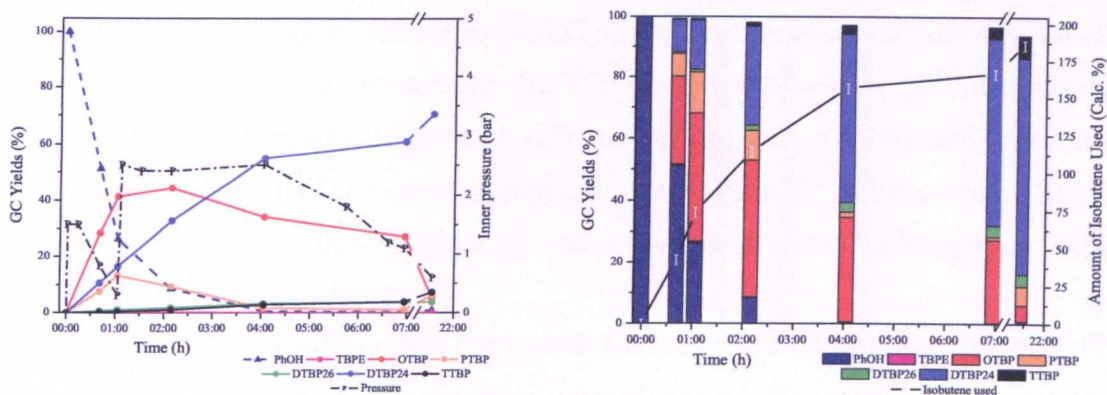 100
80
60
40
20
0
GC Yields (%)
5
4
3
2
1
0
Inner pressure (bar)
00:00 01:00 02:00 03:00 04:00 05:00 06:00 07:00 22:00
Time (h)
PhOH TBPE OTBP PTBP
DTBP26 DTBP24 TTBP
P Pressure
100
80
60
40
20
0
GC Yields (%)
200
175
150
125
100
75
50
25
0
Amount of Isobutene Used (Calc. %)
00:00 01:00 02:00 03:00 04:00 05:00 06:00 07:00 22:00
Time (h)
PhOH TBPE OTBP PTBP
DTBP26 DTBP24 TTBP
Isobutene used